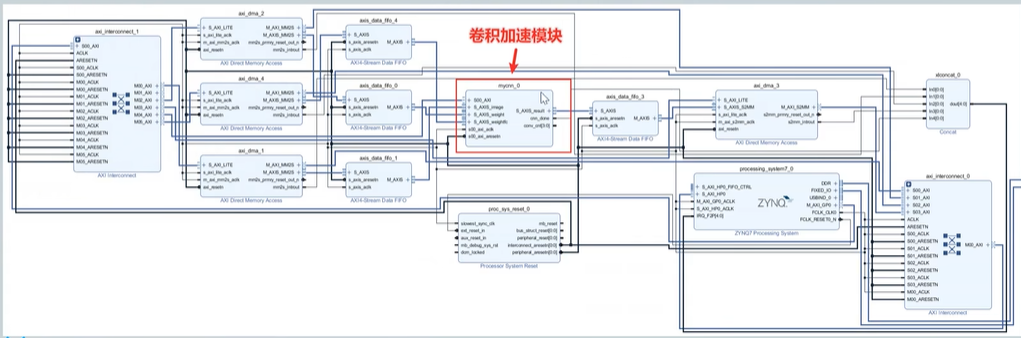 axi_interconnect_1
S00_AXI
ACLK
ARESETN
S00_ACLK
S00_ARESETN
M00_ACLK
M00_ARESETN
M01_ACLK
M01_ARESETN
M02_ACLK
M02_ARESETN
M03_ACLK
M03_ARESETN
M04_ACLK
M04_ARESETN
M05_ACLK
M05_ARESETN
M00_AXI
M01_AXI
M02_AXI
M03_AXI
M04_AXI
M05_AXI
AXI Interconnect
axi_dma_2
S_AXI_LITE
s_axi_lite_aclk
m_axi_mm2s_aclk
axi_resetn
M_AXI_MM2S
M_AXIS_MM2S
mm2s_prmry_reset_out_n
mm2s_introut
AXI Direct Memory Access
axi_dma_4
S_AXI_LITE
s_axi_lite_aclk
m_axi_mm2s_aclk
axi_resetn
M_AXI_MM2S
M_AXIS_MM2S
mm2s_prmry_reset_out_n
mm2s_introut
AXI Direct Memory Access
axi_dma_1
S_AXI_LITE
s_axi_lite_aclk
m_axi_mm2s_aclk
axi_resetn
M_AXI_MM2S
M_AXIS_MM2S
mm2s_prmry_reset_out_n
mm2s_introut
AXI Direct Memory Access
axis_data_fifo_4
S_AXIS
s_axis_aresetn
s_axis_aclk
M_AXIS
AXI4-Stream Data FIFO
axis_data_fifo_0
S_AXIS
s_axis_aresetn
s_axis_aclk
M_AXIS
AXI4-Stream Data FIFO
axis_data_fifo_1
S_AXIS
s_axis_aresetn
s_axis_aclk
M_AXIS
AXI4-Stream Data FIFO
卷积加速模块
mycnn_0
S00_AXI
S_AXIS_image
S_AXIS_weight
S_AXIS_weightfc
s00_axi_aclk
s00_axi_aresetn
S_AXIS_result
cnn_done
conv_cnt[3:0]
axis_data_fifo_3
S_AXIS
s_axis_aresetn
s_axis_aclk
M_AXIS
AXI4-Stream Data FIFO
axi_dma_3
S_AXI_LITE
S_AXIS_S2MM
s_axi_lite_aclk
m_axi_s2mm_aclk
axi_resetn
M_AXI_S2MM
s2mm_prmry_reset_out_n
s2mm_introut
AXI Direct Memory Access
xlconcat_0
In0[0:0]
In1[0:0]
In2[0:0]
In3[0:0]
In4[0:0]
dout[4:0]
Concat
proc_sys_reset_0
slowest_sync_clk
ext_reset_in
aux_reset_in
mb_debug_sys_rst
dcm_locked
mb_reset
bus_struct_reset[0:0]
peripheral_reset[0:0]
interconnect_aresetn[0:0]
peripheral_aresetn[0:0]
Processor System Reset
processing_system7_0
S_AXI_HP0_FIFO_CTRL
S_AXI_HP0
M_AXI_GP0_ACLK
S_AXI_HP0_ACLK
IRQ_F2P[4:0]
ZYNQ
DDR
FIXED_IO
USBIND_0
M_AXI_GP0
FCLK_CLK0
FCLK_RESET0_N
ZYNQ7 Processing System
axi_interconnect_0
S00_AXI
S01_AXI
S02_AXI
S03_AXI
ACLK
ARESETN
S00_ACLK
S00_ARESETN
S01_ACLK
S01_ARESETN
S02_ACLK
S02_ARESETN
S03_ACLK
S03_ARESETN
M00_ACLK
M00_ARESETN
M00_AXI
AXI Interconnect